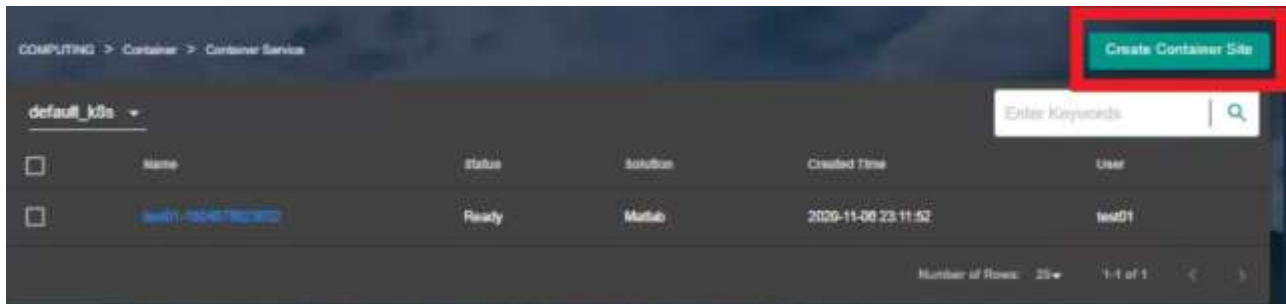 COMPUTING > Container > Container Service
Create Container Site
default_k8s
Enter Keywords
Name Status Solution Created Time User
Ready Matlab 2020-11-06 23:11:52 test01
Number of Rows: 25 1-1 of 1